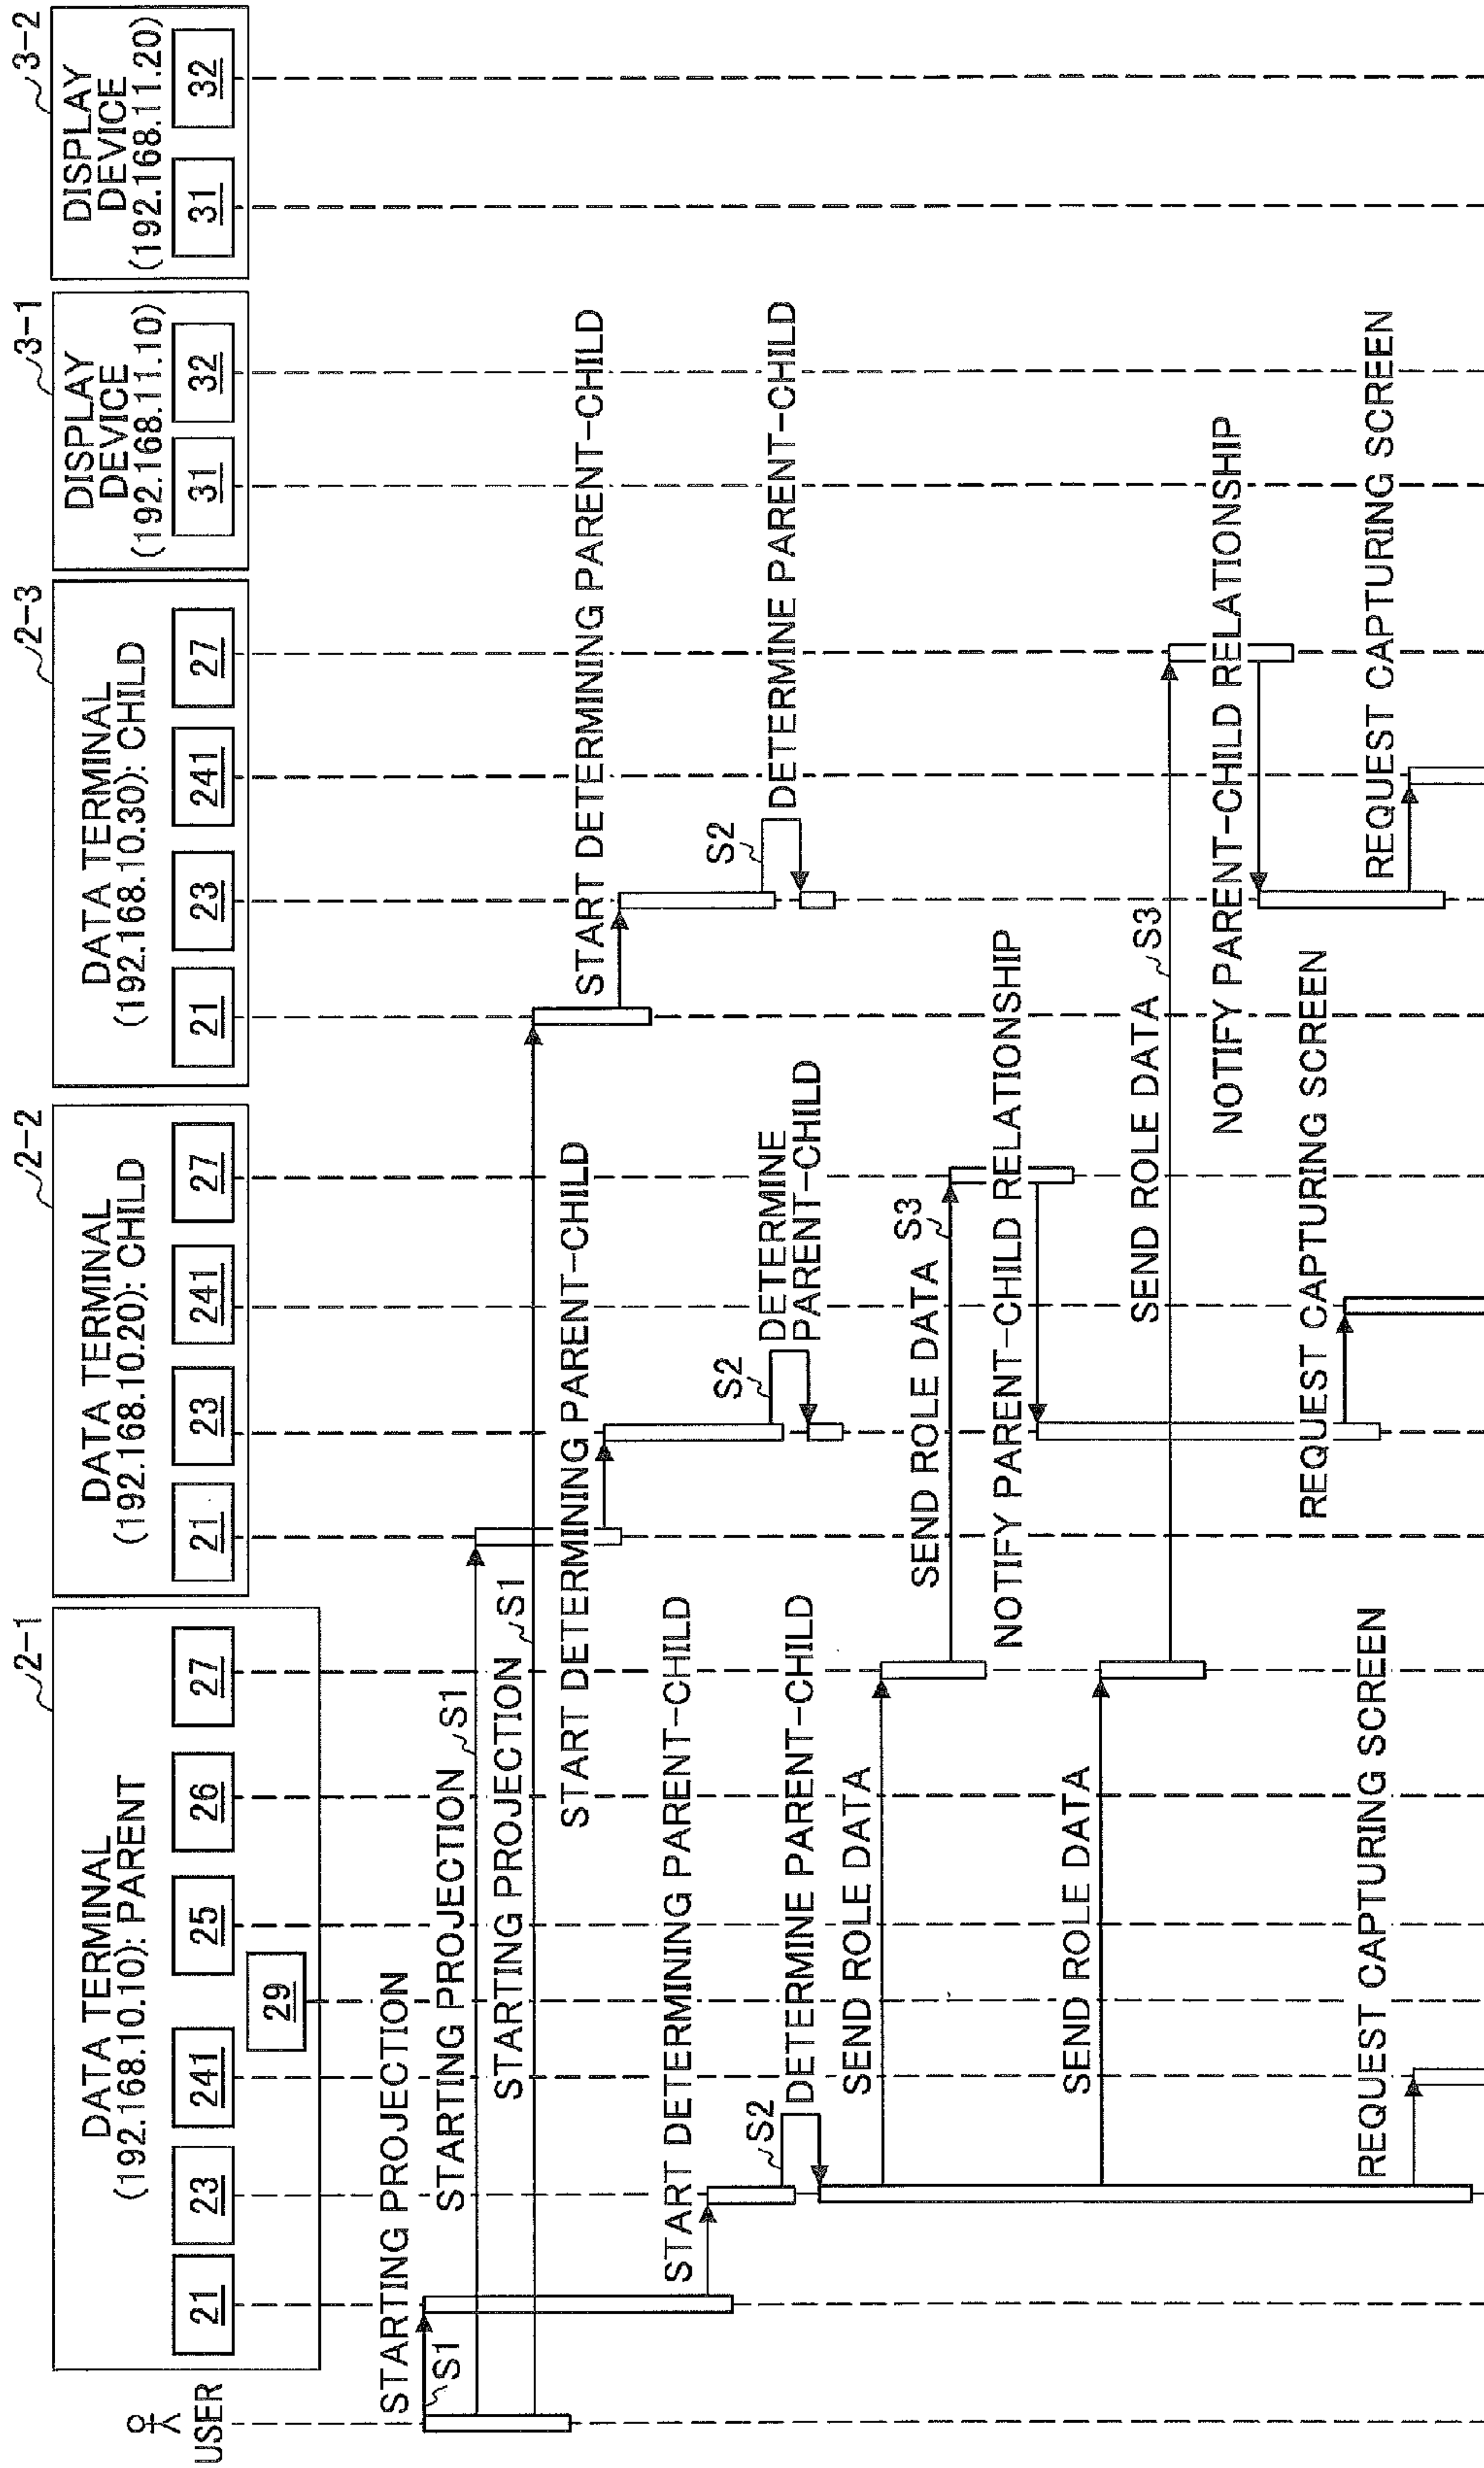 USER
2-1
DATA TERMINAL
(192.168.10.10): PARENT
21
23
241
29
25
26
27
2-2
DATA TERMINAL
(192.168.10.20): CHILD
21
23
241
27
2-3
DATA TERMINAL
(192.168.10.30): CHILD
21
23
241
27
3-1
DISPLAY
DEVICE
(192.168.11.10)
31
32
3-2
DISPLAY
DEVICE
(192.168.11.20)
31
32
STARTING PROJECTION
S1
STARTING PROJECTION
S1
STARTING PROJECTION
S1
START DETERMINING PARENT-CHILD
START DETERMINING PARENT-CHILD
START DETERMINING PARENT-CHILD
S2
DETERMINE PARENT-CHILD
S2
DETERMINE
PARENT-CHILD
S2
DETERMINE PARENT-CHILD
SEND ROLE DATA
SEND ROLE DATA
S3
NOTIFY PARENT-CHILD RELATIONSHIP
SEND ROLE DATA
SEND ROLE DATA
S3
NOTIFY PARENT-CHILD RELATIONSHIP
REQUEST CAPTURING SCREEN
REQUEST CAPTURING SCREEN
REQUEST CAPTURING SCREEN